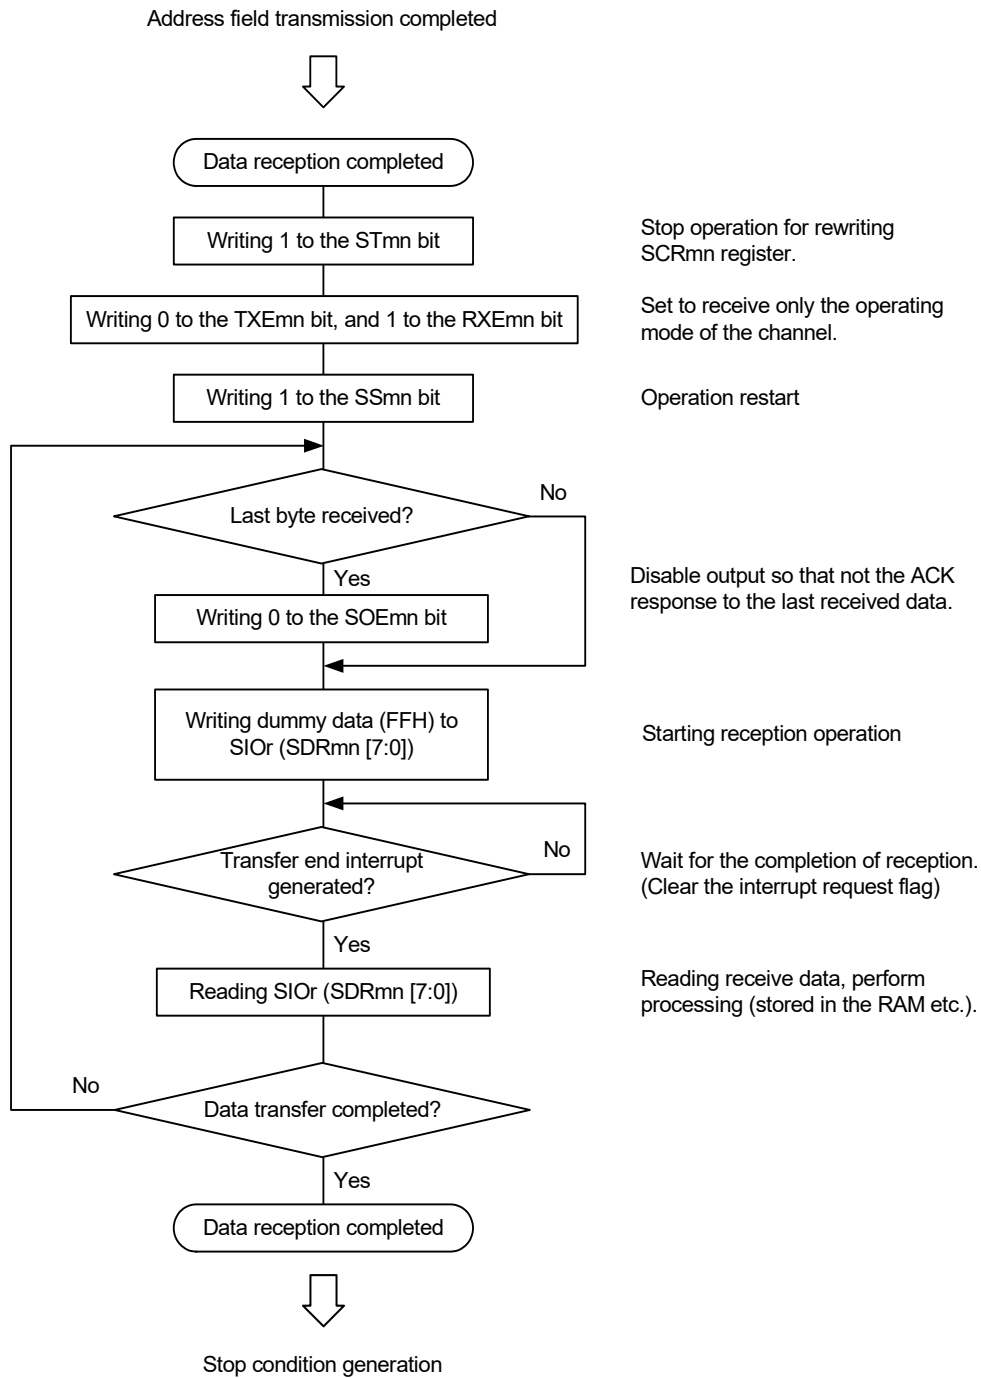 Address field transmission completed
Data reception completed
Writing 1 to the STmn bit
Stop operation for rewriting
SCRmn register.
Writing 0 to the TXEmn bit, and 1 to the RXEmn bit
Set to receive only the operating
mode of the channel.
Writing 1 to the SSmn bit
Operation restart
No
Last byte received?
Yes
Disable output so that not the ACK
response to the last received data.
Writing 0 to the SOEmn bit
Writing dummy data (FFH) to
SIOr (SDRmn [7:0])
Starting reception operation
No
Transfer end interrupt
generated?
Wait for the completion of reception.
(Clear the interrupt request flag)
Yes
Reading SIOr (SDRmn [7:0])
Reading receive data, perform
processing (stored in the RAM etc.).
No
Data transfer completed?
Yes
Data reception completed
Stop condition generation